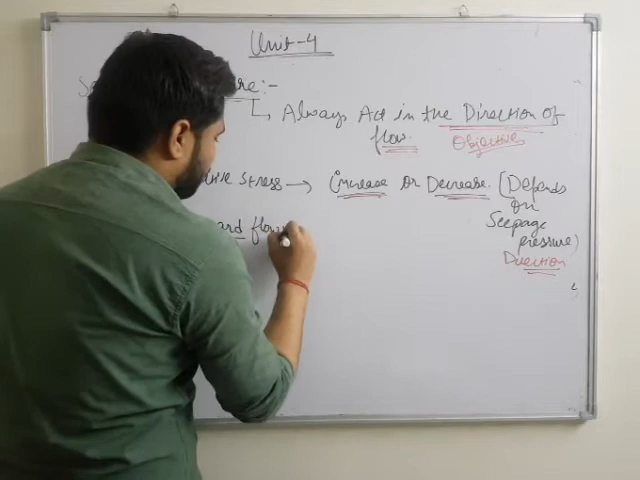 Unit-4
:-
Always Act in the Direction of
flow.
Objective
Stress → increase or Decrease. (Depends
on
Seepage
pressure)
Direction
flow